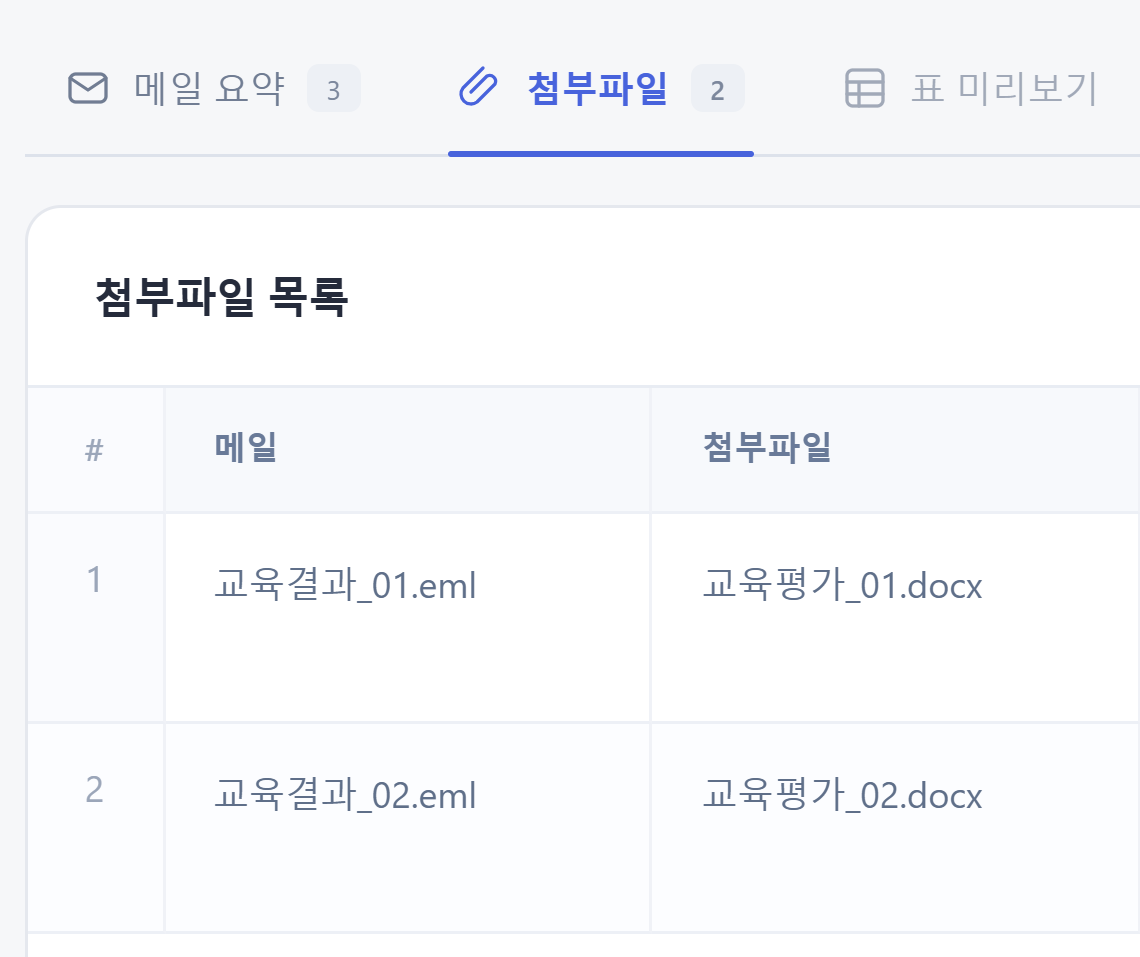 메일 요약 3 첨부파일 2 표 미리보기
첨부파일 목록
# 메일 첨부파일
1 교육결과_01.eml 교육평가_01.docx
2 교육결과_02.eml 교육평가_02.docx